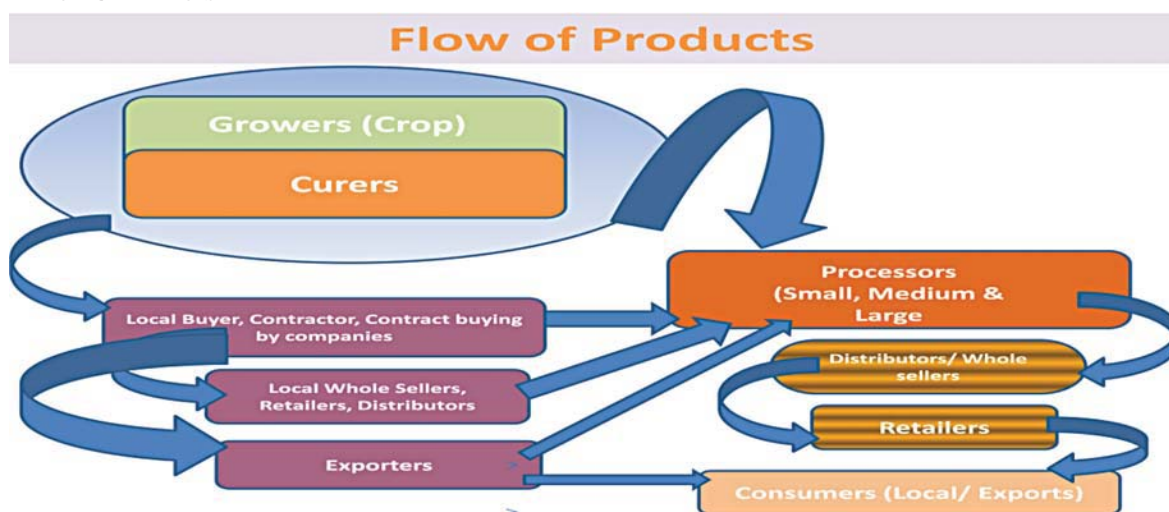 Flow of Products
Growers (Crop)
Curers
Processors
(Small, Medium &
Large
Local Buyer, Contractor, Contract buying
by companies
Distributors/ Whole
sellers
Local Whole Sellers,
Retailers, Distributors
Retailers
Exporters
Consumers (Local/ Exports)